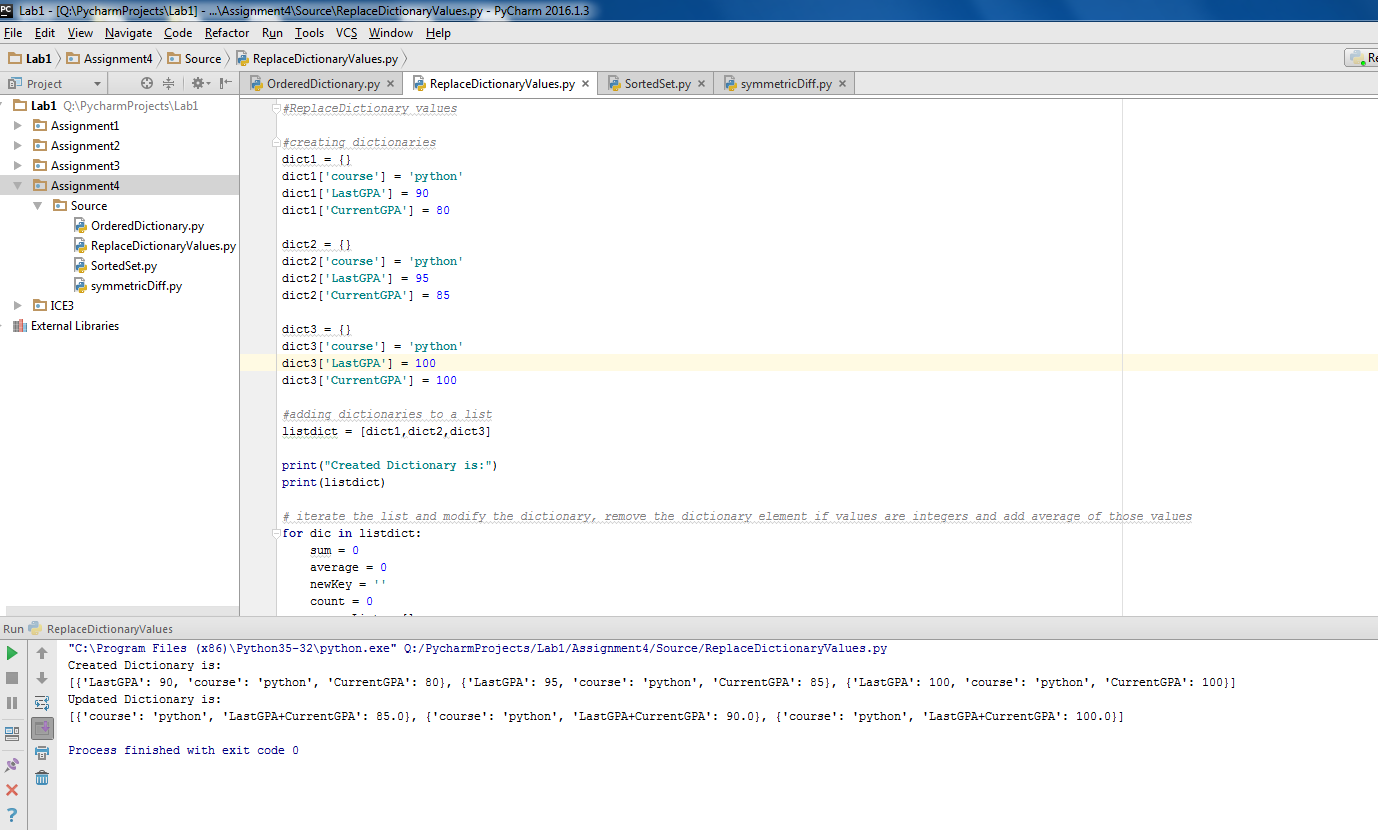 PC Lab1 - [Q:\PycharmProjects\Lab1] - ...\Assignment4\Source\ReplaceDictionaryValues.py - PyCharm 2016.1.3
File Edit View Navigate Code Refactor Run Tools VCS Window Help
Lab1 Assignment4 Source ReplaceDictionaryValues.py
Project OrderedDictionary.py ReplaceDictionaryValues.py SortedSet.py symmetricDiff.py
Lab1 Q:\PycharmProjects\Lab1
Assignment1
Assignment2
Assignment3
Assignment4
Source
OrderedDictionary.py
ReplaceDictionaryValues.py
SortedSet.py
symmetricDiff.py
ICE3
External Libraries
#ReplaceDictionary values
#creating dictionaries
dict1 = {}
dict1['course'] = 'python'
dict1['LastGPA'] = 90
dict1['CurrentGPA'] = 80
dict2 = {}
dict2['course'] = 'python'
dict2['LastGPA'] = 95
dict2['CurrentGPA'] = 85
dict3 = {}
dict3['course'] = 'python'
dict3['LastGPA'] = 100
dict3['CurrentGPA'] = 100
#adding dictionaries to a list
listdict = [dict1,dict2,dict3]
print("Created Dictionary is:")
print(listdict)
# iterate the list and modify the dictionary, remove the dictionary element if values are integers and add average of those values
for dic in listdict:
    sum = 0
    average = 0
    newKey = ''
    count = 0
Run ReplaceDictionaryValues
"C:\Program Files (x86)\Python35-32\python.exe" Q:/PycharmProjects/Lab1/Assignment4/Source/ReplaceDictionaryValues.py
Created Dictionary is:
[{'LastGPA': 90, 'course': 'python', 'CurrentGPA': 80}, {'LastGPA': 95, 'course': 'python', 'CurrentGPA': 85}, {'LastGPA': 100, 'course': 'python', 'CurrentGPA': 100}]
Updated Dictionary is:
[{'course': 'python', 'LastGPA+CurrentGPA': 85.0}, {'course': 'python', 'LastGPA+CurrentGPA': 90.0}, {'course': 'python', 'LastGPA+CurrentGPA': 100.0}]
Process finished with exit code 0